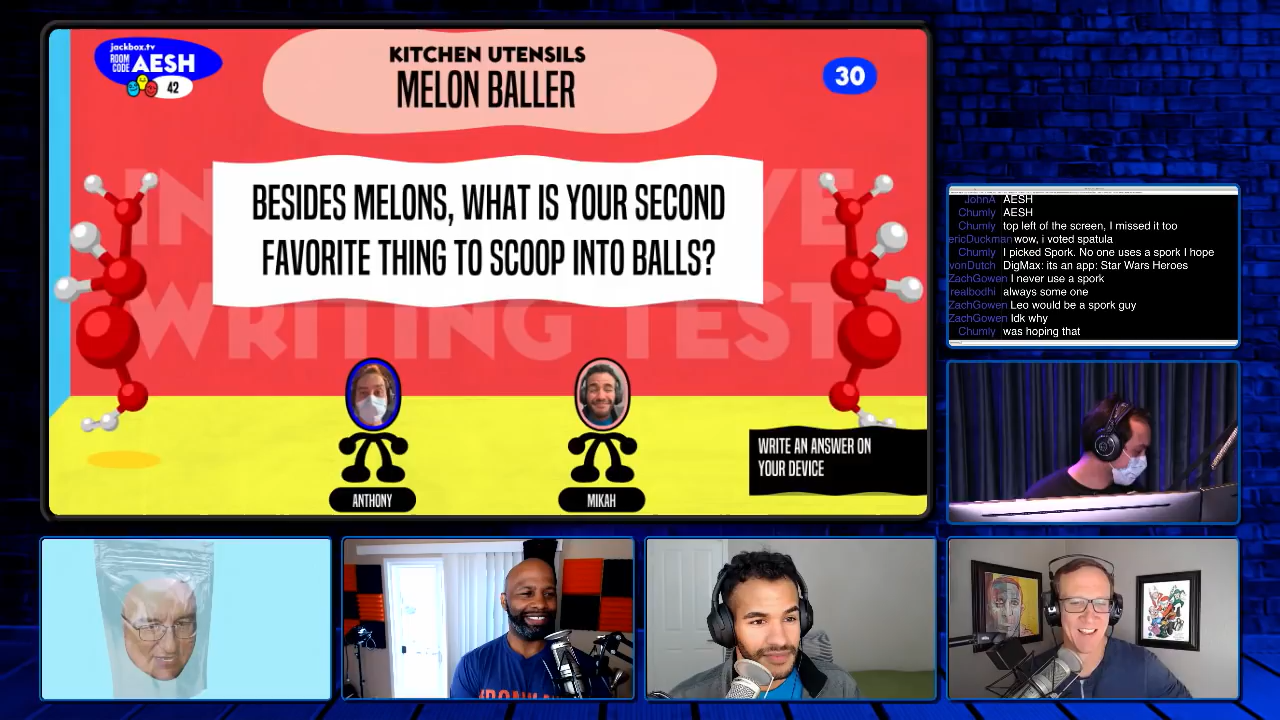 jackbox.tv
ROOM CODE AESH
42
KITCHEN UTENSILS
MELON BALLER
30
BESIDES MELONS, WHAT IS YOUR SECOND
FAVORITE THING TO SCOOP INTO BALLS?
WRITING TEST
WRITE AN ANSWER ON
YOUR DEVICE
ANTHONY
MIKAH
JohnA AESH
Chumly AESH
Chumly top left of the screen, I missed it too
ericDuckman wow, i voted spatula
Chumly I picked Spork. No one uses a spork I hope
vonDutch DigMax: its an app: Star Wars Heroes
ZachGowen I never use a spork
realbodhi always some one
ZachGowen Leo would be a spork guy
ZachGowen Idk why
Chumly was hoping that